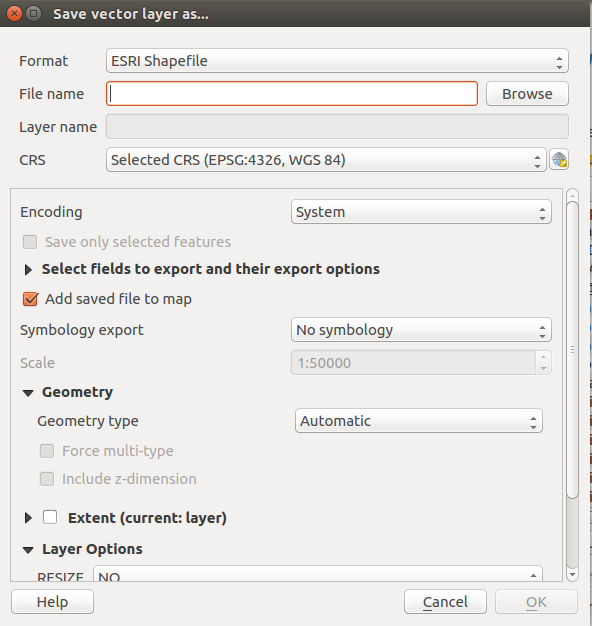 Save vector layer as...
Format ESRI Shapefile
File name Browse
Layer name
CRS Selected CRS (EPSG:4326, WGS 84)
Encoding System
Save only selected features
Select fields to export and their export options
Add saved file to map
Symbology export No symbology
Scale 1:50000
Geometry
Geometry type Automatic
Force multi-type
Include z-dimension
Extent (current: layer)
Layer Options
RESIZE NO
Help Cancel OK